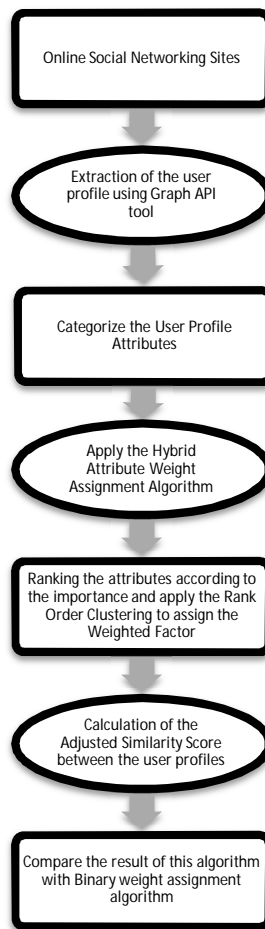 Online Social Networking Sites
Extraction of the user
profile using Graph API
tool
Categorize the User Profile
Attributes
Apply the Hybrid
Attribute Weight
Assignment Algorithm
Ranking the attributes according to
the importance and apply the Rank
Order Clustering to assign the
Weighted Factor
Calculation of the
Adjusted Similarity Score
between the user profiles
Compare the result of this algorithm
with Binary weight assignment
algorithm